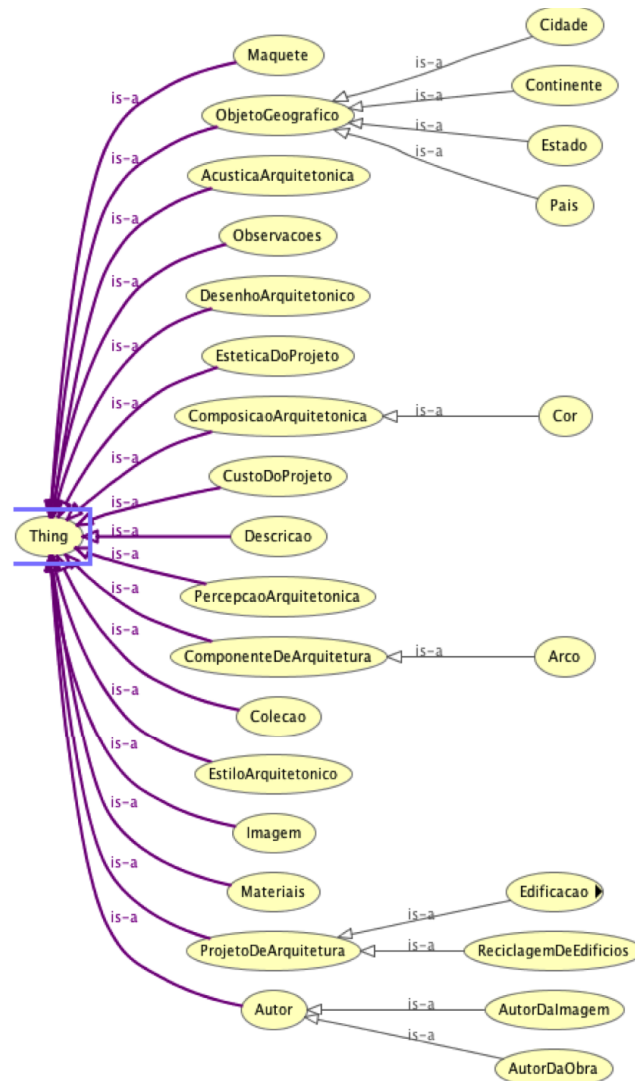 Cidade
is-a
Maquete
Continente
is-a
is-a
ObjetoGeografico
is-a
is-a
Estado
is-a
AcusticaArquitetonica
is-a
Pais
is-a
Observacoes
is-a
DesenhoArquitetonico
is-a
EsteticaDoProjeto
is-a
ComposicaoArquitetonica
is-a
Cor
is-a
CustoDoProjeto
is-a
Thing
is-a
Descricao
is-a
PercepcaoArquitetonica
is-a
ComponenteDeArquitetura
is-a
Arco
is-a
Colecao
is-a
EstiloArquitetonico
is-a
Imagem
is-a
Materiais
Edificacao
is-a
is-a
ProjetoDeArquitetura
is-a
ReciclagemDeEdificios
is-a
Autor
is-a
AutorDaImagem
is-a
AutorDaObra